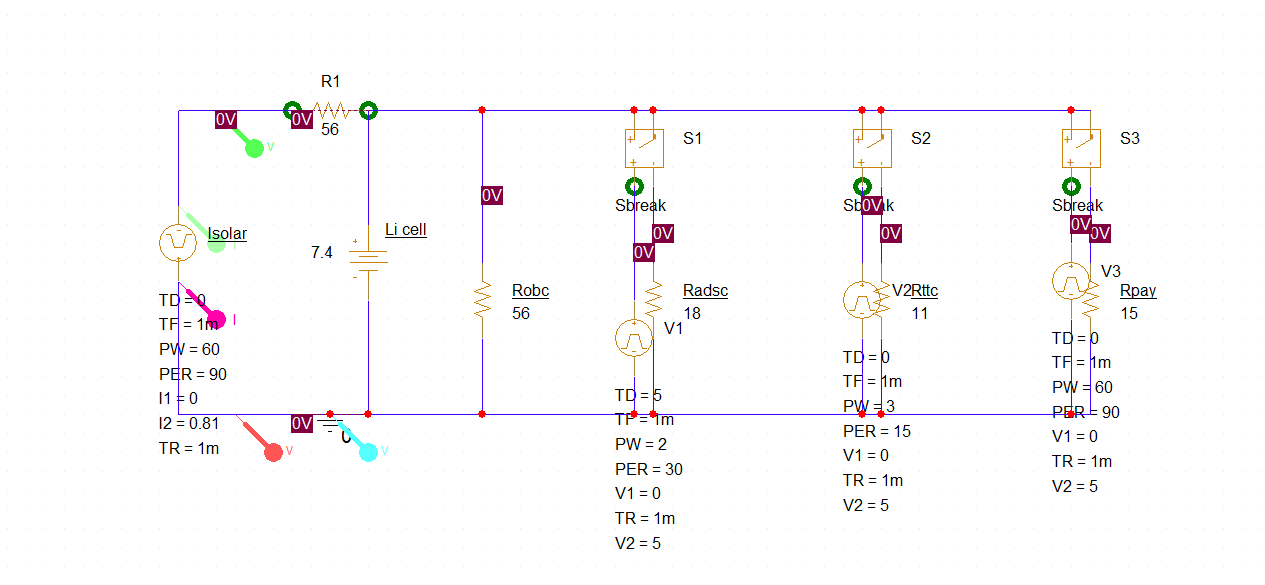 R1
0V
0V
56
V
S1
S2
S3
0V
Sbreak
Sbreak
Sbreak
0V
0V
0V
0V
0V
0V
Isolar
Li cell
7.4
V3
Robc
56
Radsc
18
V1
V2
Rttc
11
Rpay
15
TD = 0
TF = 1m
PW = 60
PER = 90
I1 = 0
I2 = 0.81
TR = 1m
I
0V
0
V
V
TD = 5
TF = 1m
PW = 2
PER = 30
V1 = 0
TR = 1m
V2 = 5
TD = 0
TF = 1m
PW = 3
PER = 15
V1 = 0
TR = 1m
V2 = 5
TD = 0
TF = 1m
PW = 60
PER = 90
V1 = 0
TR = 1m
V2 = 5